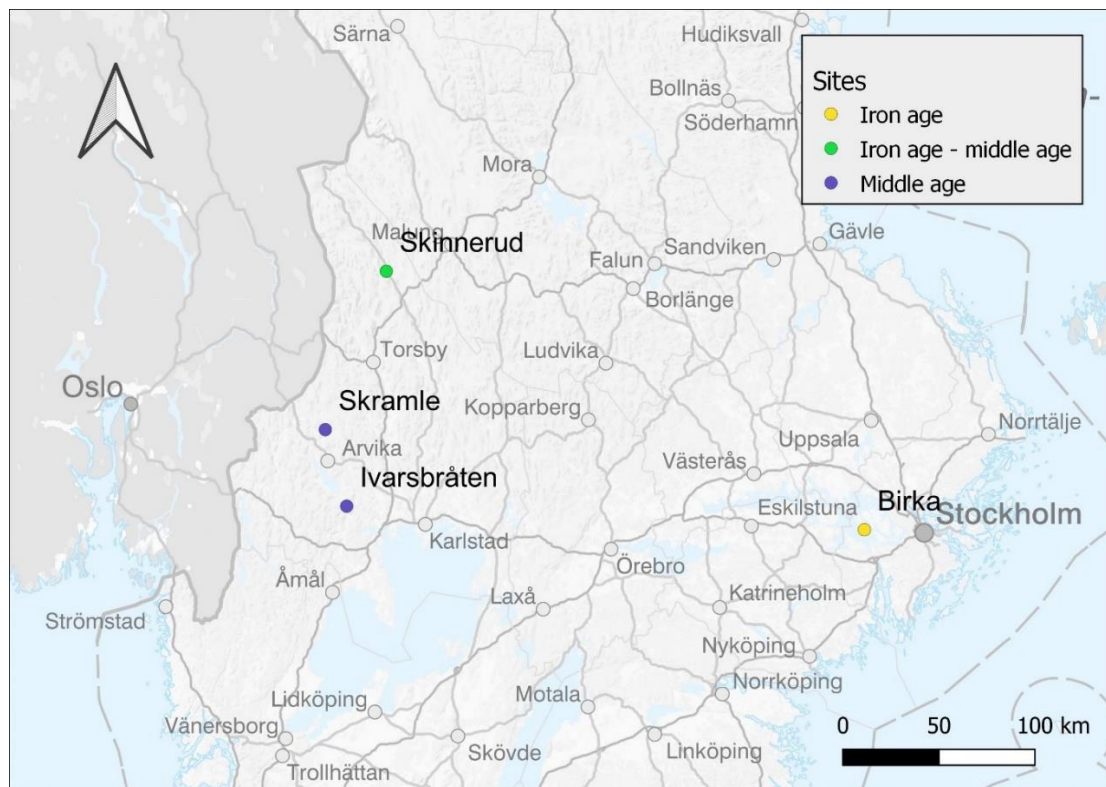 Särna
Hudiksvall
Sites
Iron age
Iron age - middle age
Middle age
Bollnäs
Söderhamn
Mora
Malung
Skinnerud
Falun
Sandviken
Gävle
Borlänge
Torsby
Ludvika
Oslo
Skramle
Kopparberg
Uppsala
Norrtälje
Arvika
Västerås
Ivarsbråten
Eskilstuna
Birka
Stockholm
Karlstad
Örebro
Åmål
Laxå
Katrineholm
Strömstad
Nyköping
Lidköping
Motala
Norrköping
Vänersborg
Skövde
Linköping
Trollhättan
0 50 100 km